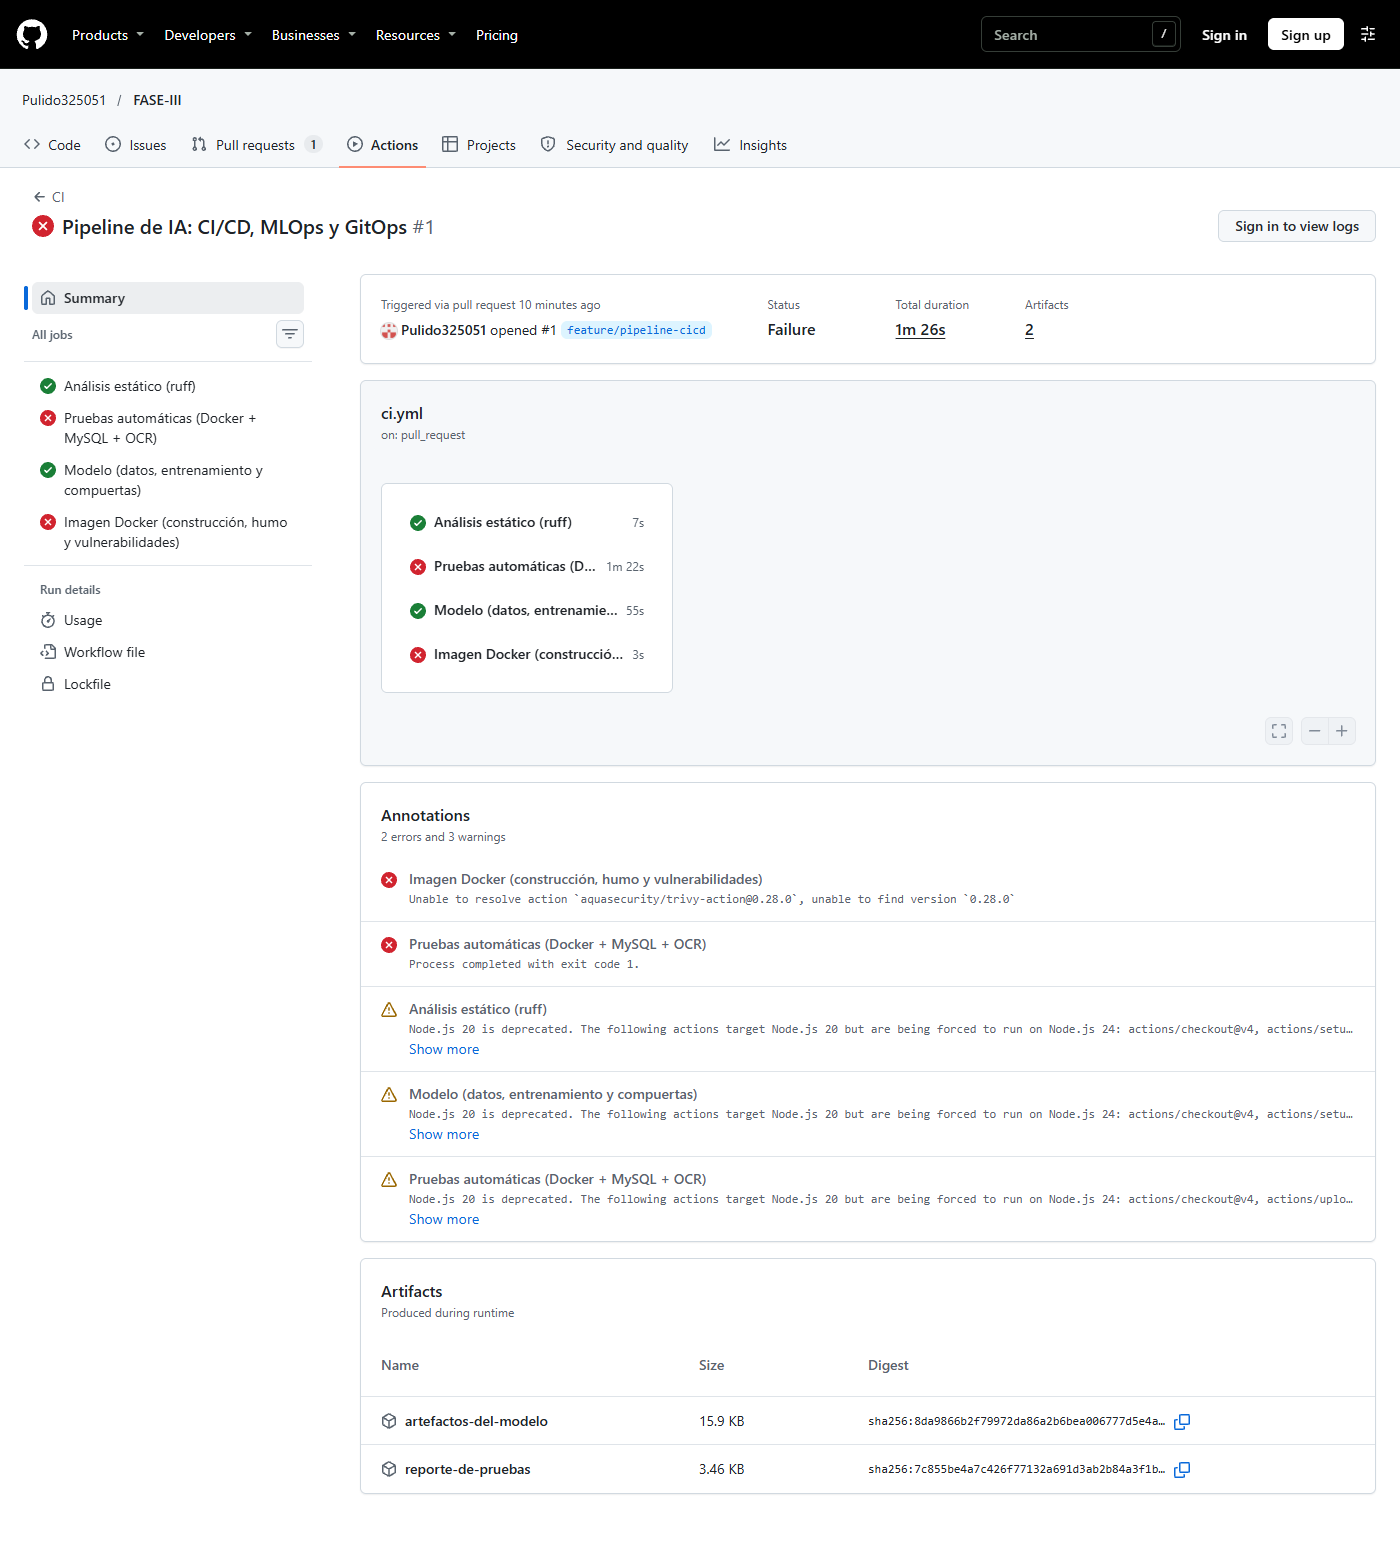 Products
Developers
Businesses
Resources
Pricing
Search
/
Sign in
Sign up
Pulido325051 / FASE-III
Code
Issues
Pull requests 1
Actions
Projects
Security and quality
Insights
CI
Pipeline de IA: CI/CD, MLOps y GitOps #1
Sign in to view logs
Summary
All jobs
Análisis estático (ruff)
Pruebas automáticas (Docker +
MySQL + OCR)
Modelo (datos, entrenamiento y
compuertas)
Imagen Docker (construcción, humo
y vulnerabilidades)
Run details
Usage
Workflow file
Lockfile
Triggered via pull request 10 minutes ago
Pulido325051 opened #1 feature/pipeline-cicd
Status
Failure
Total duration
1m 26s
Artifacts
2
ci.yml
on: pull_request
Análisis estático (ruff) 7s
Pruebas automáticas (D... 1m 22s
Modelo (datos, entrenamie... 55s
Imagen Docker (construcció... 3s
Annotations
2 errors and 3 warnings
Imagen Docker (construcción, humo y vulnerabilidades)
Unable to resolve action `aquasecurity/trivy-action@0.28.0`, unable to find version `0.28.0`
Pruebas automáticas (Docker + MySQL + OCR)
Process completed with exit code 1.
Análisis estático (ruff)
Node.js 20 is deprecated. The following actions target Node.js 20 but are being forced to run on Node.js 24: actions/checkout@v4, actions/setu…
Show more
Modelo (datos, entrenamiento y compuertas)
Node.js 20 is deprecated. The following actions target Node.js 20 but are being forced to run on Node.js 24: actions/checkout@v4, actions/setu…
Show more
Pruebas automáticas (Docker + MySQL + OCR)
Node.js 20 is deprecated. The following actions target Node.js 20 but are being forced to run on Node.js 24: actions/checkout@v4, actions/uplo…
Show more
Artifacts
Produced during runtime
Name Size Digest
artefactos-del-modelo 15.9 KB sha256:8da9866b2f79972da86a2b6bea006777d5e4a…
reporte-de-pruebas 3.46 KB sha256:7c855be4a7c426f77132a691d3ab2b84a3f1b…